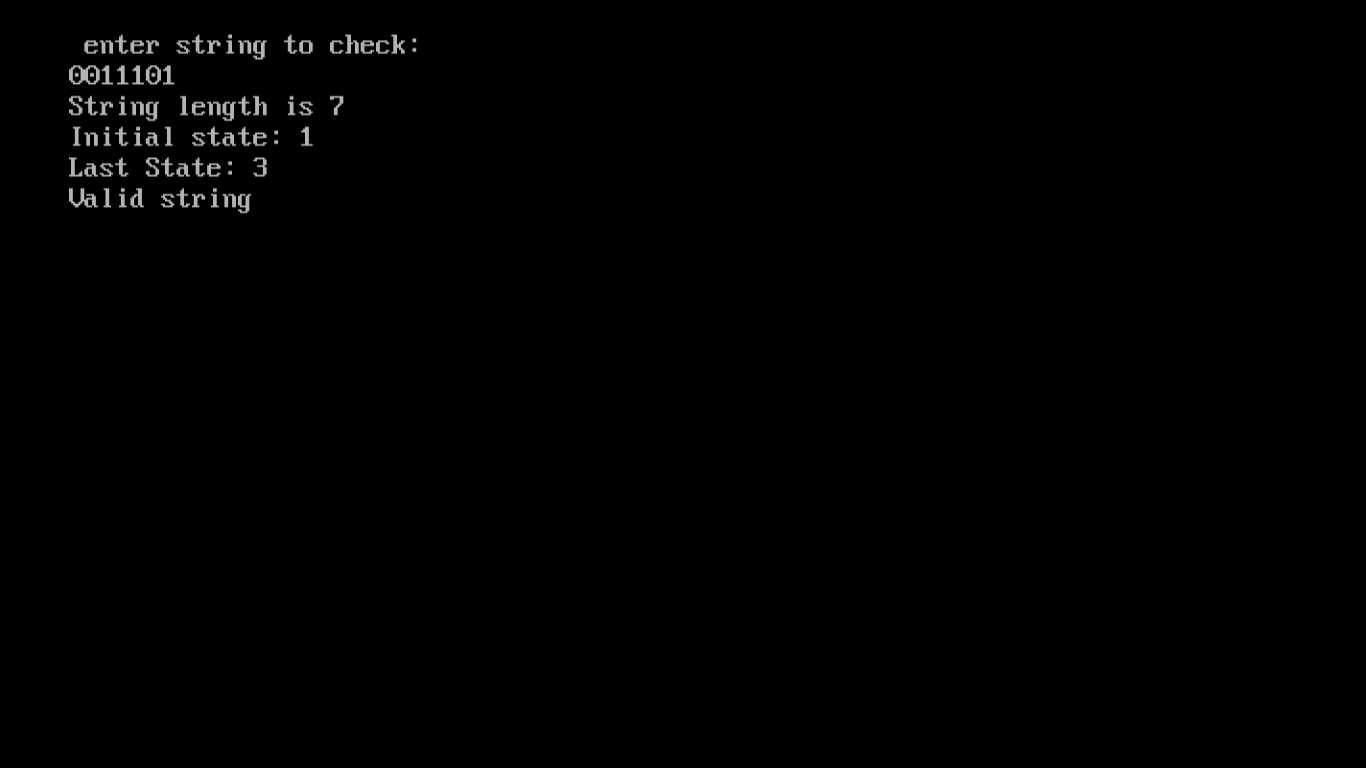 enter string to check:
0011101
String length is 7
Initial state: 1
Last State: 3
Valid string